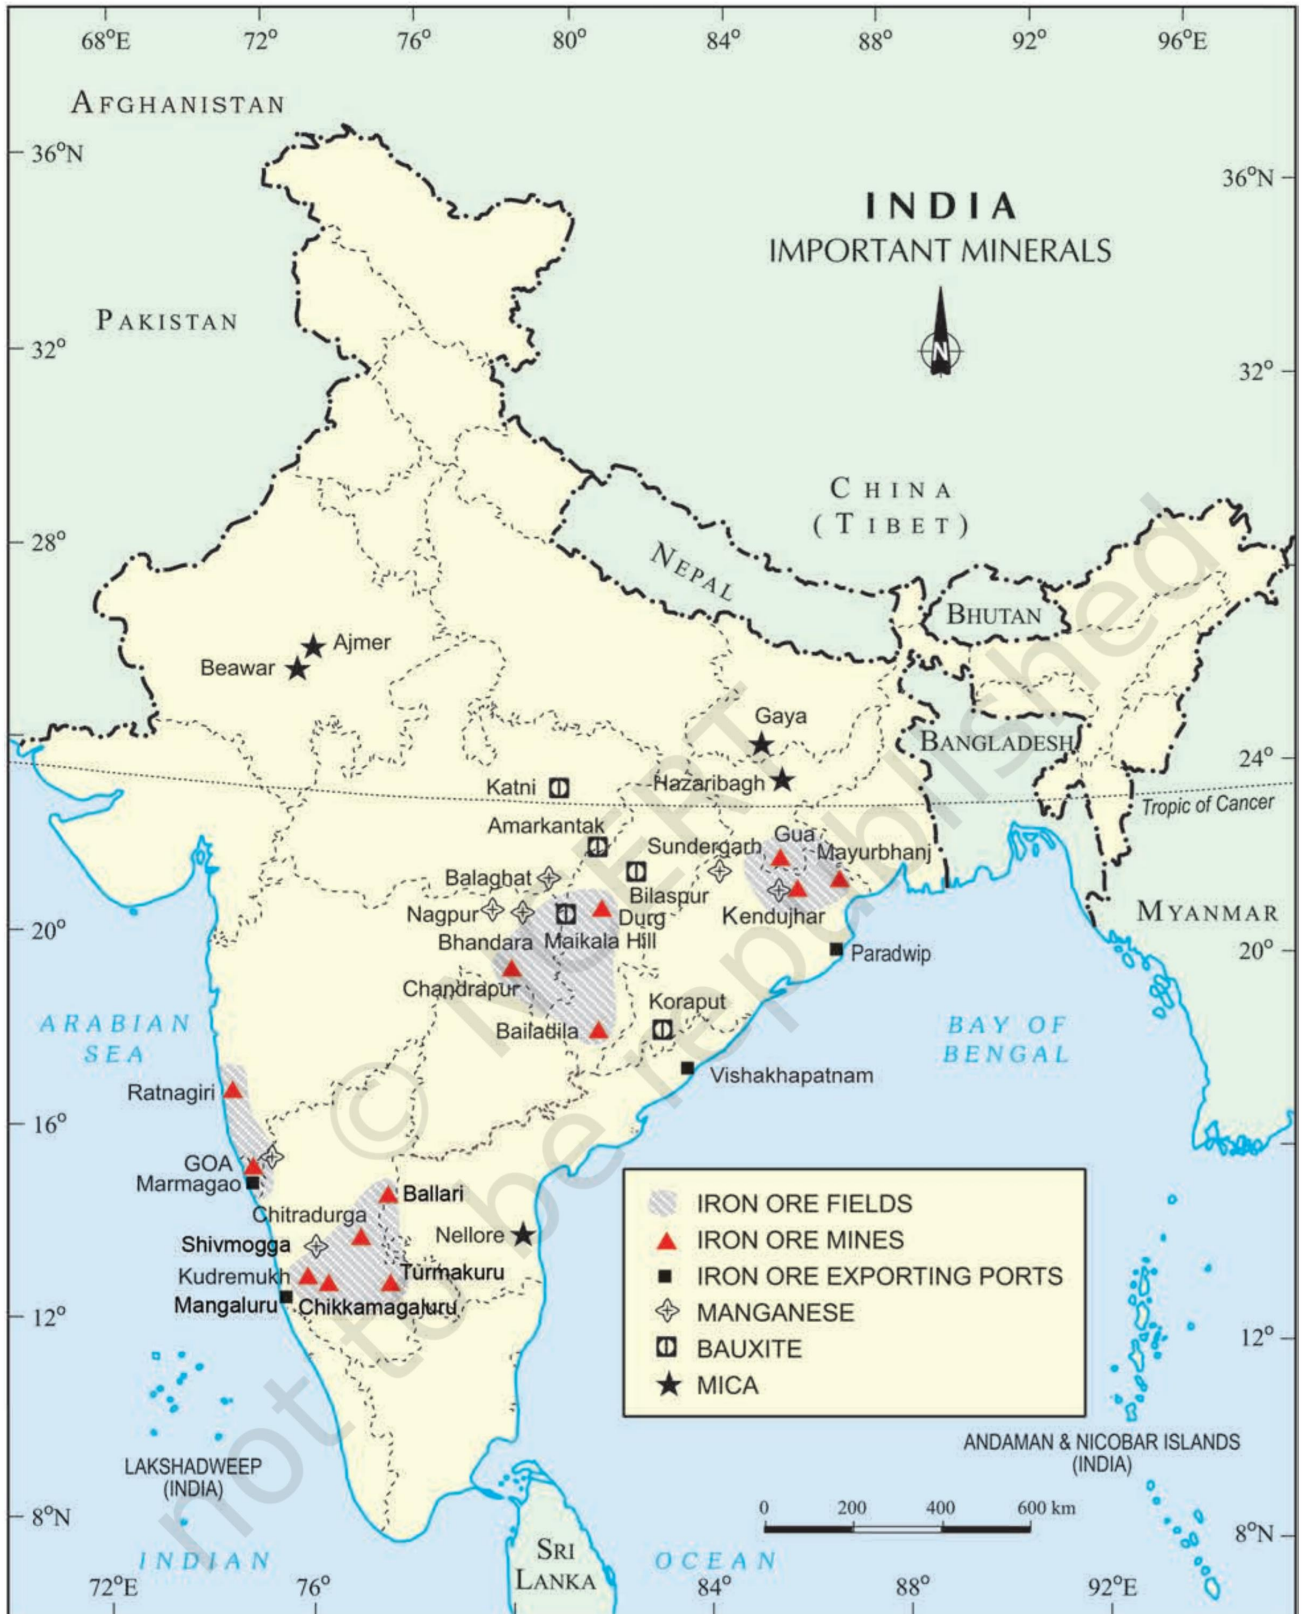 68°E 72° 76° 80° 84° 88° 92° 96°E
AFGHANISTAN
36°N
36°N
INDIA
IMPORTANT MINERALS
N
PAKISTAN
32°
32°
CHINA
(TIBET)
28°
NEPAL
BHUTAN
Ajmer
Beawar
Gaya
BANGLADESH
24°
Katni
Hazaribagh
Tropic of Cancer
Amarkantak
Gua
Sundergarh
Mayurbhanj
Balaghat
Bilaspur
Nagpur
Durg
Kendujhar
MYANMAR
20°
Bhandara
Maikala Hill
20°
Paradwip
Chandrapur
Koraput
ARABIAN
SEA
Bailadila
BAY OF
BENGAL
Vishakhapatnam
Ratnagiri
16°
GOA
Marmagao
Ballari
Chitradurga
Nellore
Shivmogga
Kudremukh
Turmakuru
Mangaluru
Chikkamagaluru
12°
12°
IRON ORE FIELDS
IRON ORE MINES
IRON ORE EXPORTING PORTS
MANGANESE
BAUXITE
MICA
LAKSHADWEEP
(INDIA)
ANDAMAN & NICOBAR ISLANDS
(INDIA)
0 200 400 600 km
8°N
8°N
INDIAN
OCEAN
SRI
LANKA
72°E 76° 84° 88° 92°E
© NCERT
not to be republished